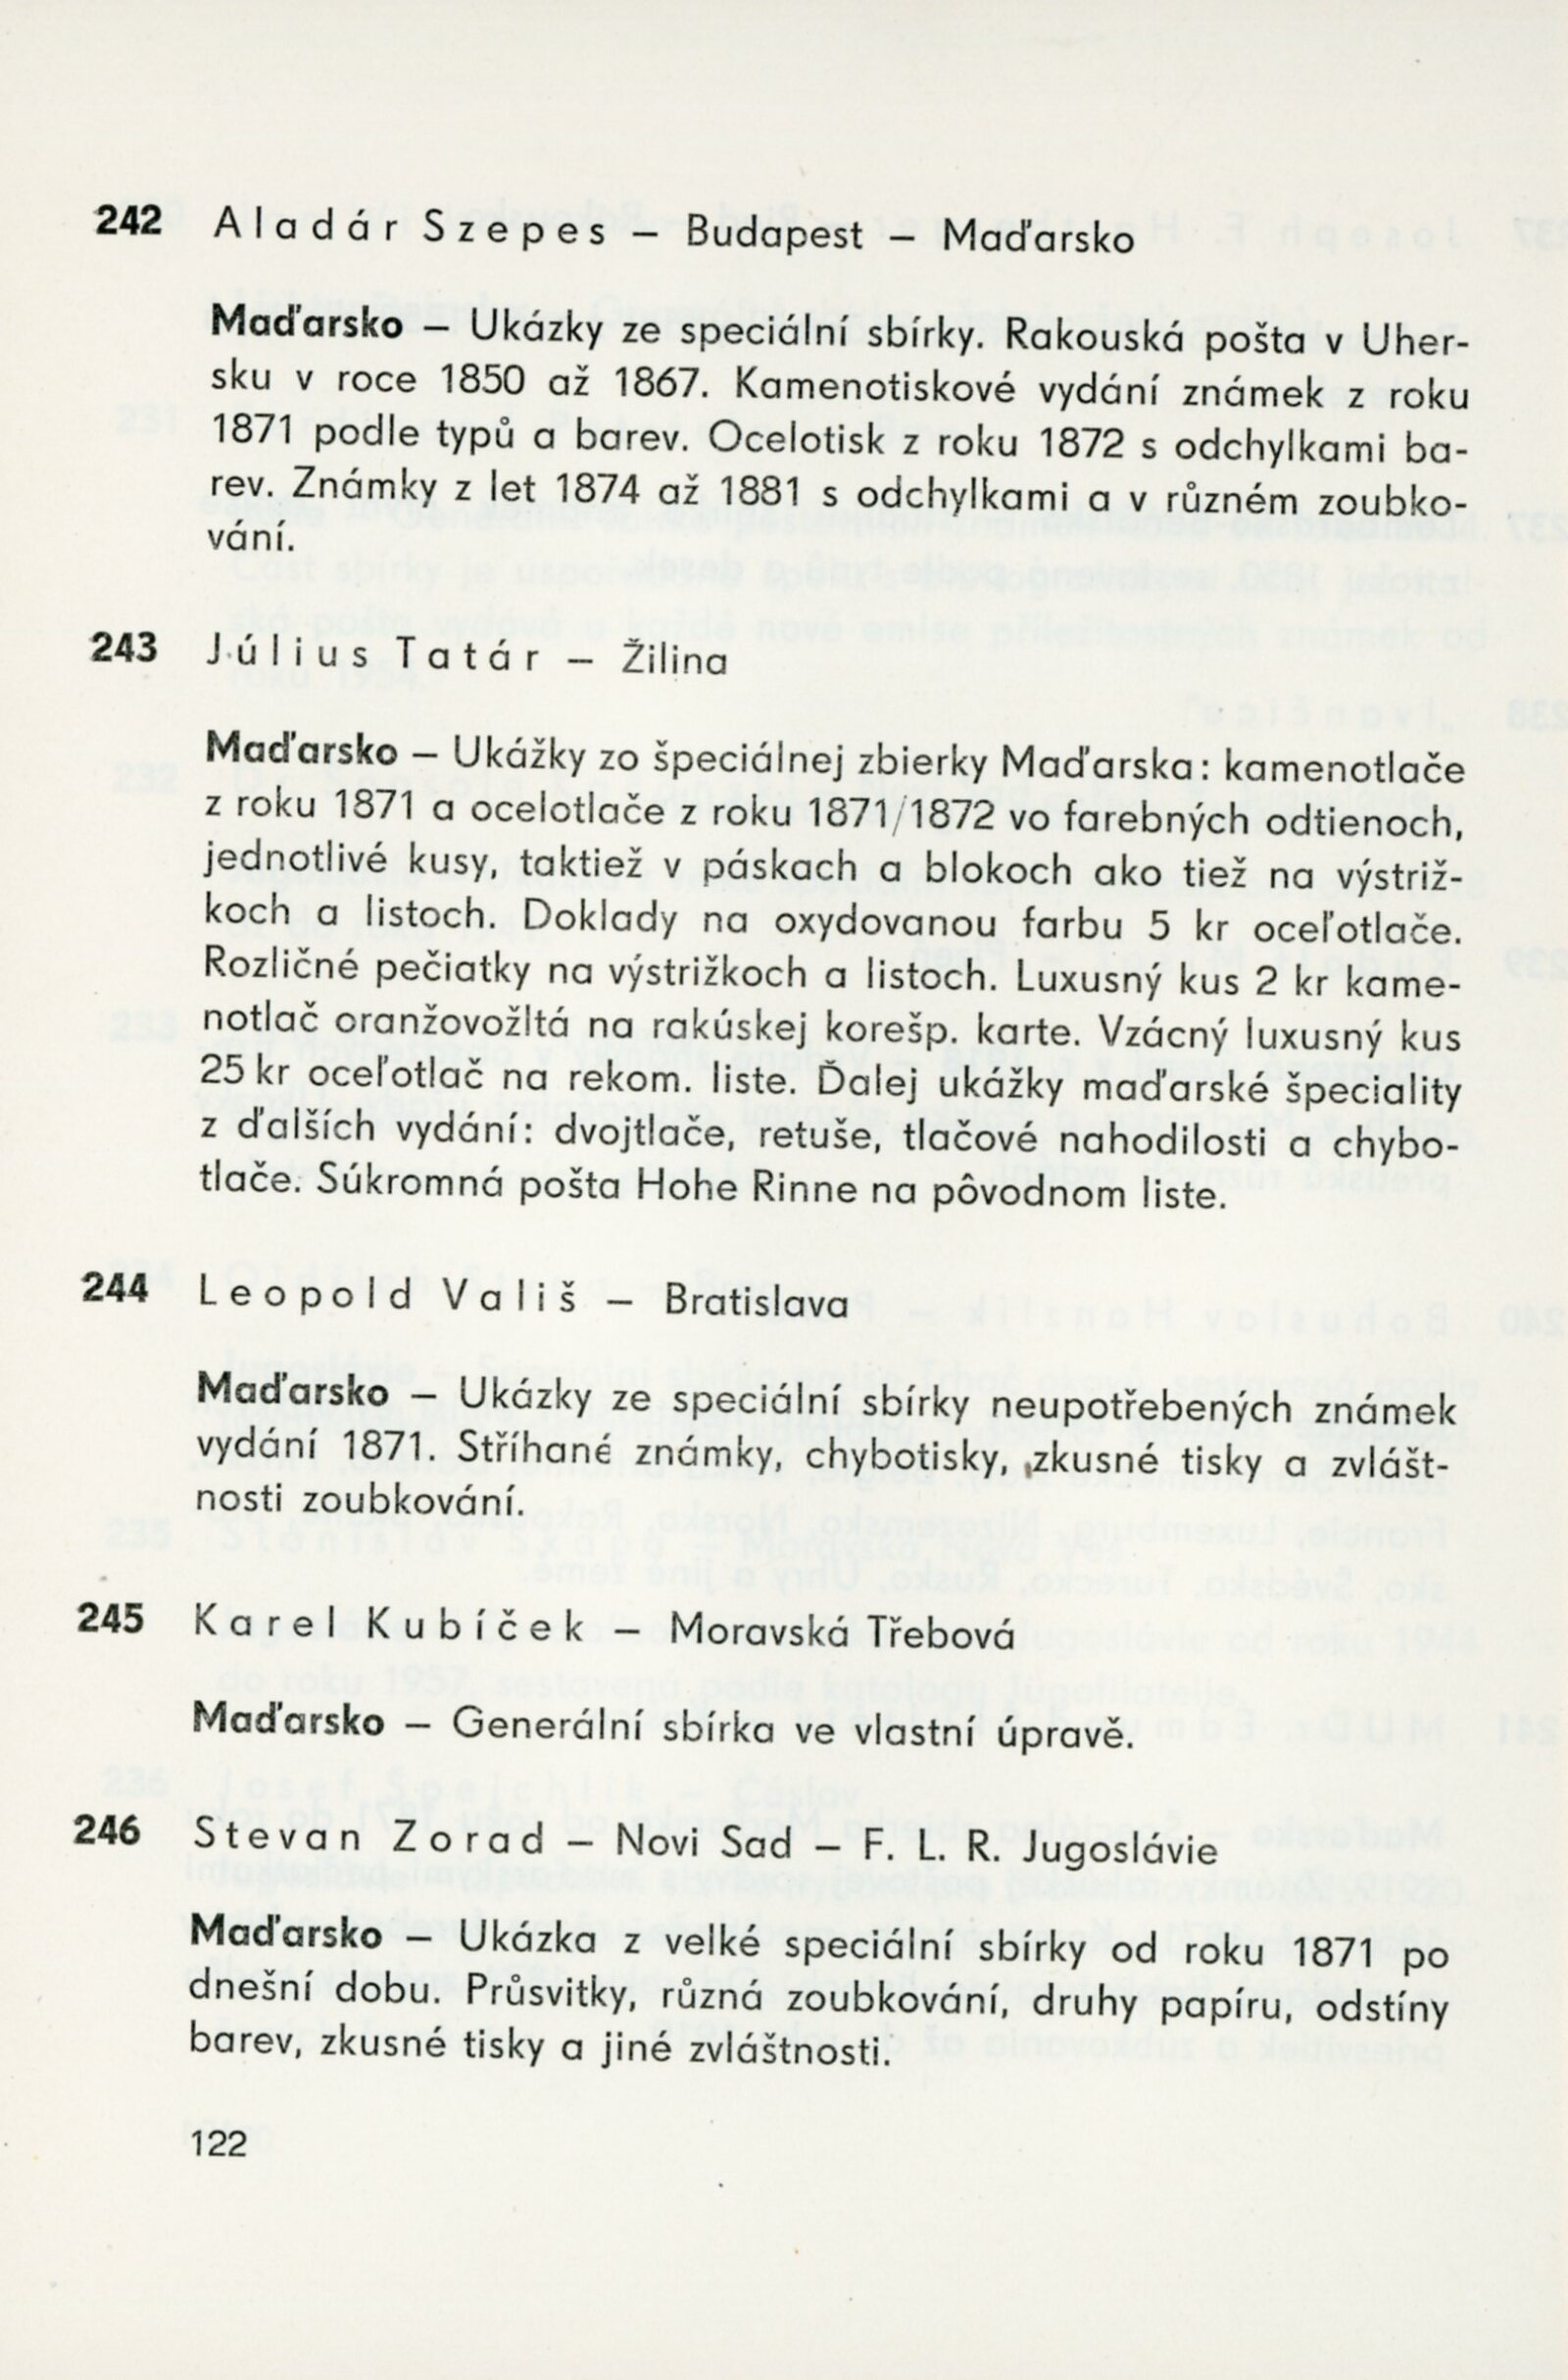 242 Aladár Szepes – Budapest – Maďarsko
Maďarsko – Ukázky ze speciální sbírky. Rakouská pošta v Uher-
sku v roce 1850 až 1867. Kamenotiskové vydání známek z roku
1871 podle typů a barev. Ocelotisk z roku 1872 s odchylkami ba-
rev. Známky z let 1874 až 1881 s odchylkami a v různém zoubko-
vání.
243 Július Tatár – Žilina
Maďarsko – Ukážky zo špeciálnej zbierky Maďarska: kamenotlače
z roku 1871 a ocelotlače z roku 1871/1872 vo farebných odtienoch,
jednotlivé kusy, taktiež v páskach a blokoch ako tiež na výstriž-
koch a listoch. Doklady na oxydovanou farbu 5 kr oceľotlače.
Rozličné pečiatky na výstrižkoch a listoch. Luxusný kus 2 kr kame-
notlač oranžovožltá na rakúskej korešp. karte. Vzácný luxusný kus
25 kr oceľotlač na rekom. liste. Ďalej ukážky maďarské špeciality
z ďalších vydání: dvojtlače, retuše, tlačové nahodilosti a chybo-
tlače. Súkromná pošta Hohe Rinne na pôvodnom liste.
244 Leopold Vališ – Bratislava
Maďarsko – Ukázky ze speciální sbírky neupotřebených známek
vydání 1871. Stříhané známky, chybotisky, zkusné tisky a zvlášt-
nosti zoubkování.
245 Karel Kubíček – Moravská Třebová
Maďarsko – Generální sbírka ve vlastní úpravě.
246 Stevan Zorad – Novi Sad – F. L. R. Jugoslávie
Maďarsko – Ukázka z velké speciální sbírky od roku 1871 po
dnešní dobu. Průsvitky, různá zoubkování, druhy papíru, odstíny
barev, zkusné tisky a jiné zvláštnosti.
122